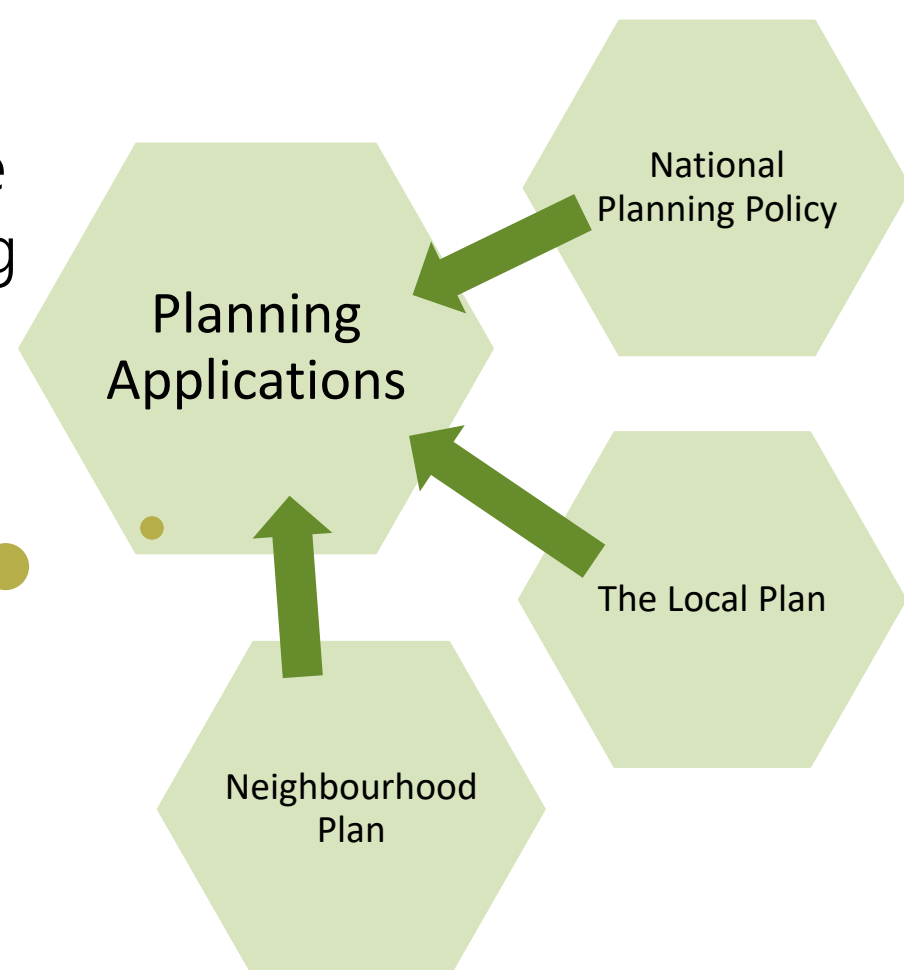 National
Planning Policy
Planning
Applications
The Local Plan
Neighbourhood
Plan